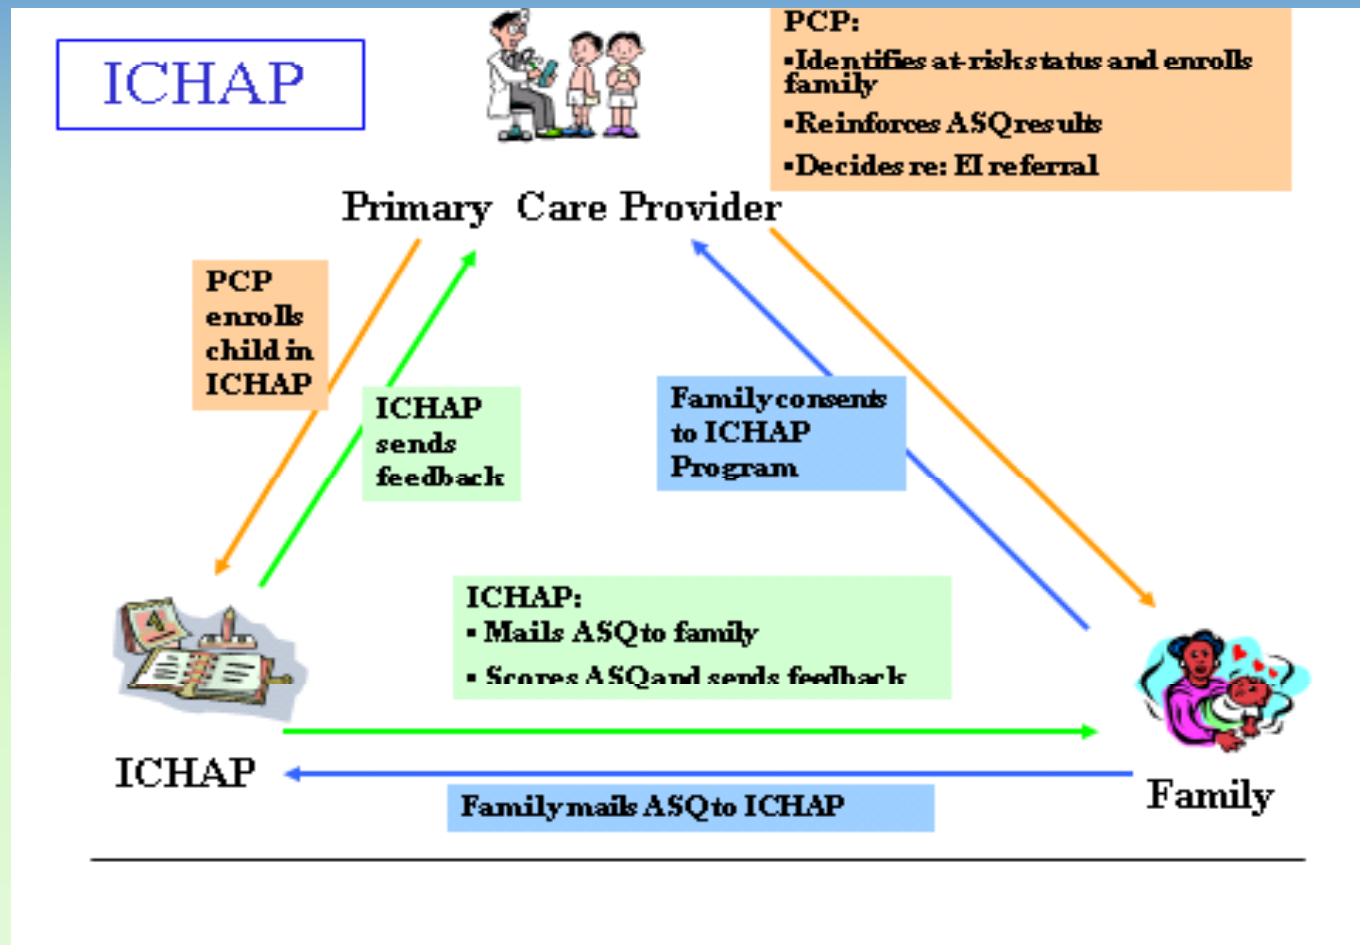 ICHAP
PCP:
▪Identifies at-risk status and enrolls
family
▪Reinforces ASQ results
▪Decides re: EI referral
Primary Care Provider
PCP
enrolls
child in
ICHAP
ICHAP
sends
feedback
Family consents
to ICHAP
Program
ICHAP:
▪ Mails ASQ to family
▪ Scores ASQ and sends feedback
ICHAP
Family
Family mails ASQ to ICHAP